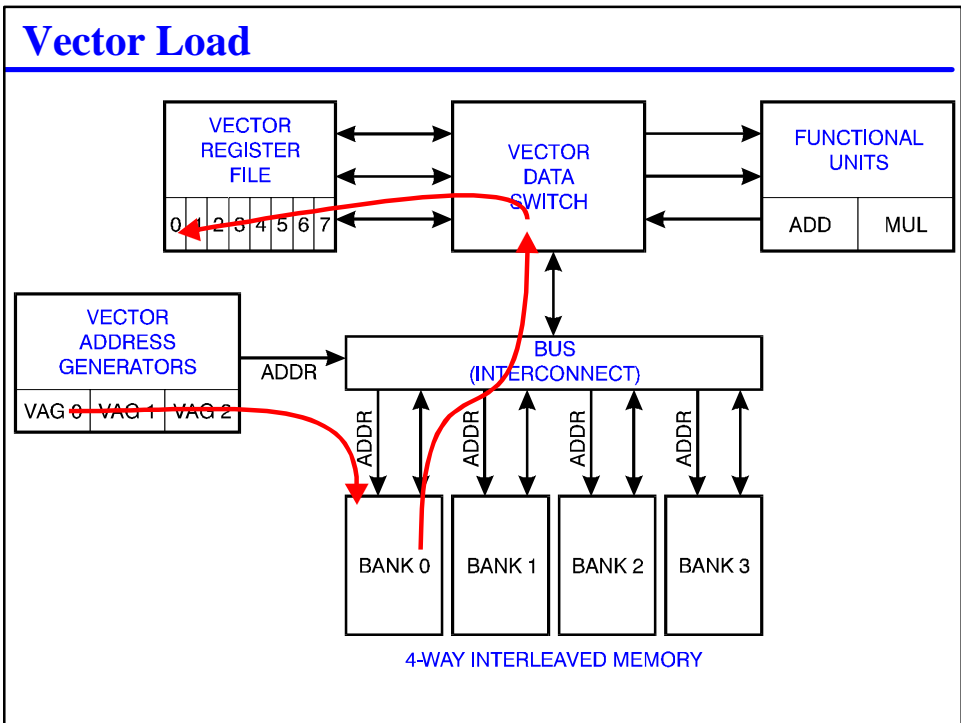 Vector Load
VECTOR
REGISTER
FILE
0 1 2 3 4 5 6 7
VECTOR
DATA
SWITCH
FUNCTIONAL
UNITS
ADD MUL
VECTOR
ADDRESS
GENERATORS
VAG 0 VAG 1 VAG 2
ADDR
BUS
(INTERCONNECT)
ADDR ADDR ADDR ADDR
BANK 0 BANK 1 BANK 2 BANK 3
4-WAY INTERLEAVED MEMORY